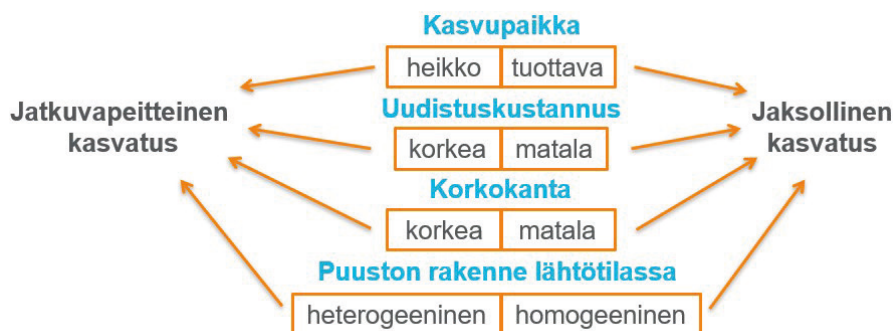 Kasvupaikka
heikko tuottava
Jatkuvapeitteinen
kasvatus
Uudistuskustannus
korkea matala
Jaksollinen
kasvatus
Korkokanta
korkea matala
Puuston rakenne lähtötilassa
heterogeeninen homogeeninen